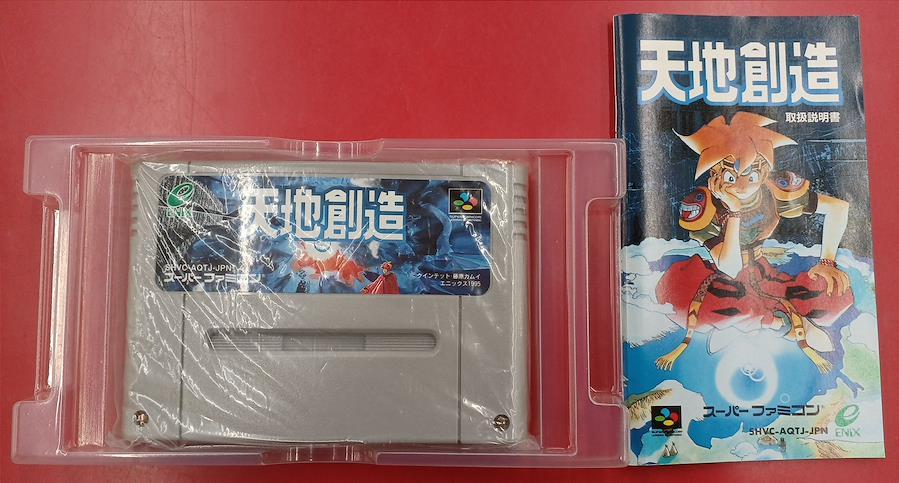 天地創造
ENIX
SUPER FAMICOM
SHVC-AQTJ-JPN
スーパーファミコン
クインテット 藤原カムイ
エニックス1995
天地創造
取扱説明書
スーパーファミコン
SHVC-AQTJ-JPN
ENIX